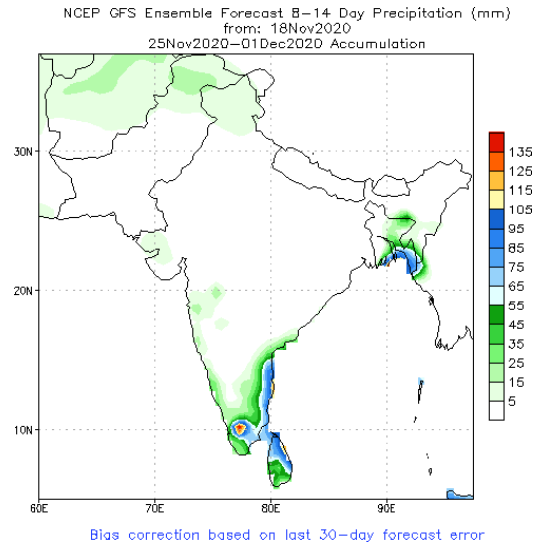 NCEP GFS Ensemble Forecast 8-14 Day Precipitation (mm)
from: 18Nov2020
25Nov2020-01Dec2020 Accumulation
30N
20N
10N
60E
70E
80E
90E
135
125
115
105
95
85
75
65
55
45
35
25
15
5
Bias correction based on last 30-day forecast error